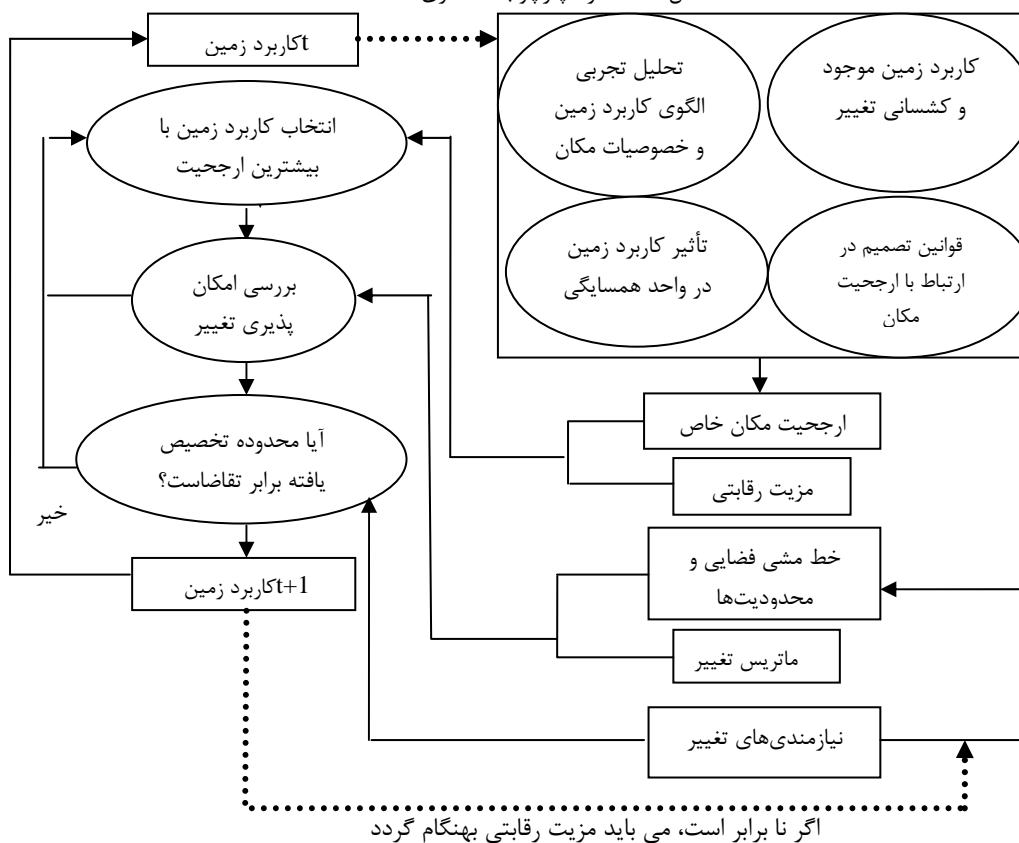 کاربرد زمینt
تحلیل تجربی
الگوی کاربرد زمین
و خصوصیات مکان
کاربرد زمین موجود
و کشسانی تغییر
انتخاب کاربرد زمین با
بیشترین ارجحیت
تأثیر کاربرد زمین
در واحد همسایگی
قوانین تصمیم در
ارتباط با ارجحیت
مکان
بررسی امکان
پذیری تغییر
ارجحیت مکان خاص
آیا محدوده تخصیص
یافته برابر تقاضاست؟
مزیت رقابتی
خیر
خط مشی فضایی و
محدودیت‌ها
کاربرد زمینt+1
ماتریس تغییر
نیازمندی‌های تغییر
اگر نا برابر است، می باید مزیت رقابتی بهنگام گردد